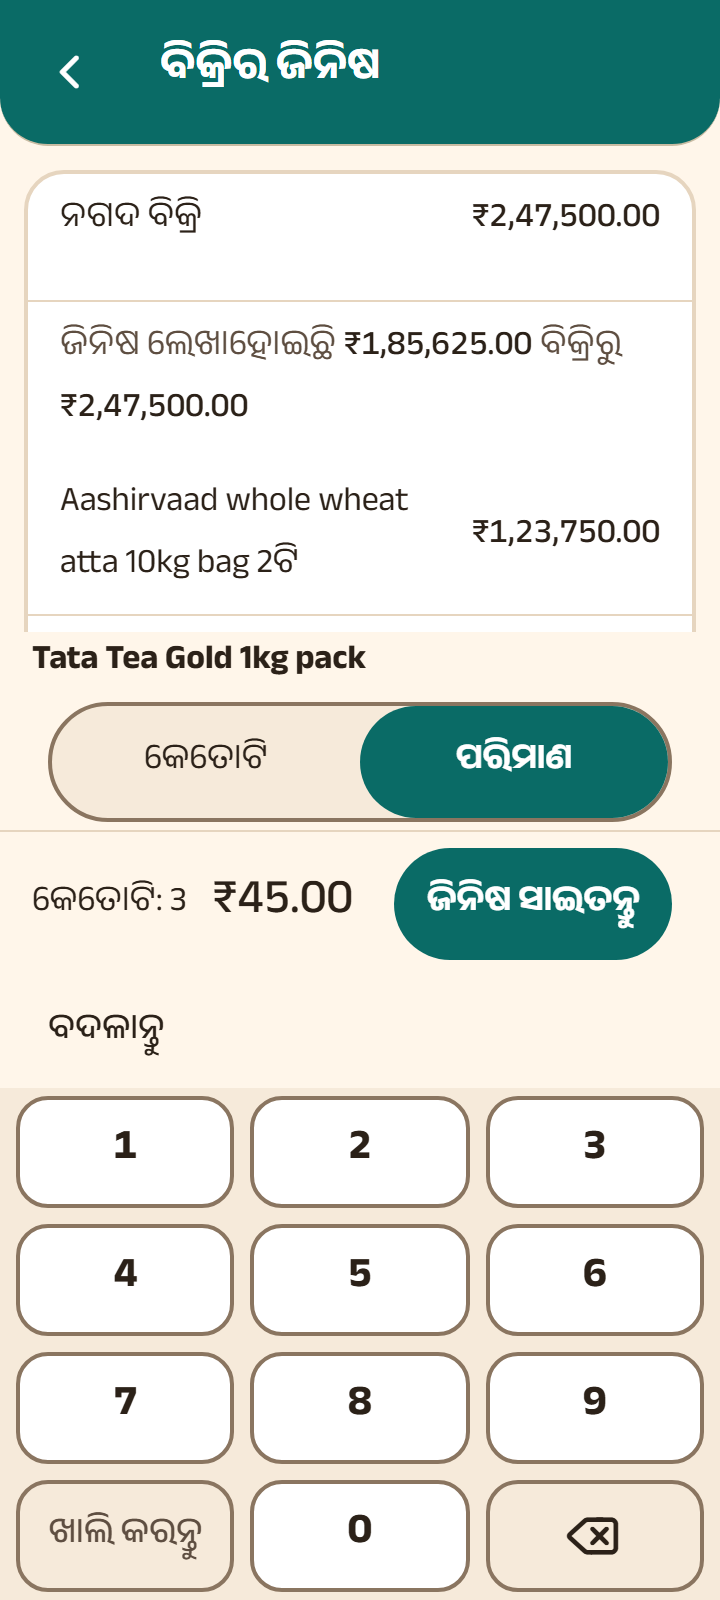 ବିକ୍ରିର ଜିନିଷ
ନଗଦ ବିକ୍ରି ₹2,47,500.00
ଜିନିଷ ଲେଖାହୋଇଛି ₹1,85,625.00 ବିକ୍ରିରୁ
₹2,47,500.00
Aashirvaad whole wheat
atta 10kg bag 2ଟି ₹1,23,750.00
Tata Tea Gold 1kg pack
କେତୋଟି ପରିମାଣ
କେତୋଟି: 3 ₹45.00 ଜିନିଷ ସାଇତନ୍ତୁ
ବଦଳାନ୍ତୁ
1 2 3
4 5 6
7 8 9
ଖାଲି କରନ୍ତୁ 0